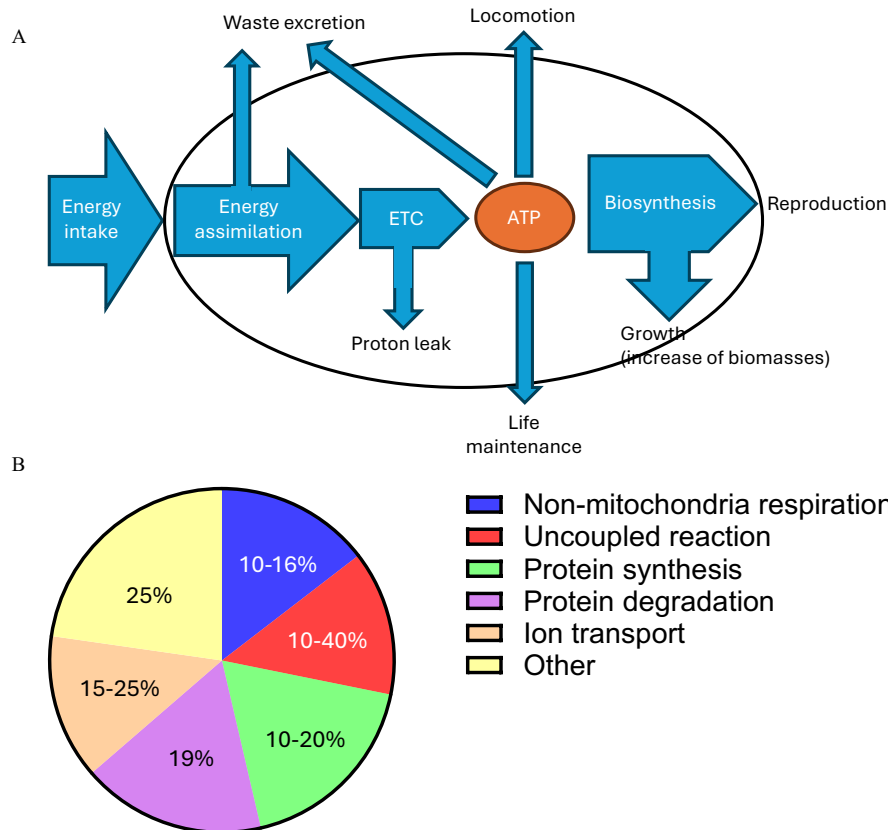 A
Waste excretion
Locomotion
Energy
intake
Energy
assimilation
ETC
ATP
Biosynthesis
Reproduction
Proton leak
Growth
(increase of biomasses)
Life
maintenance
B
10-16%
10-40%
10-20%
19%
15-25%
25%
Non-mitochondria respiration
Uncoupled reaction
Protein synthesis
Protein degradation
Ion transport
Other